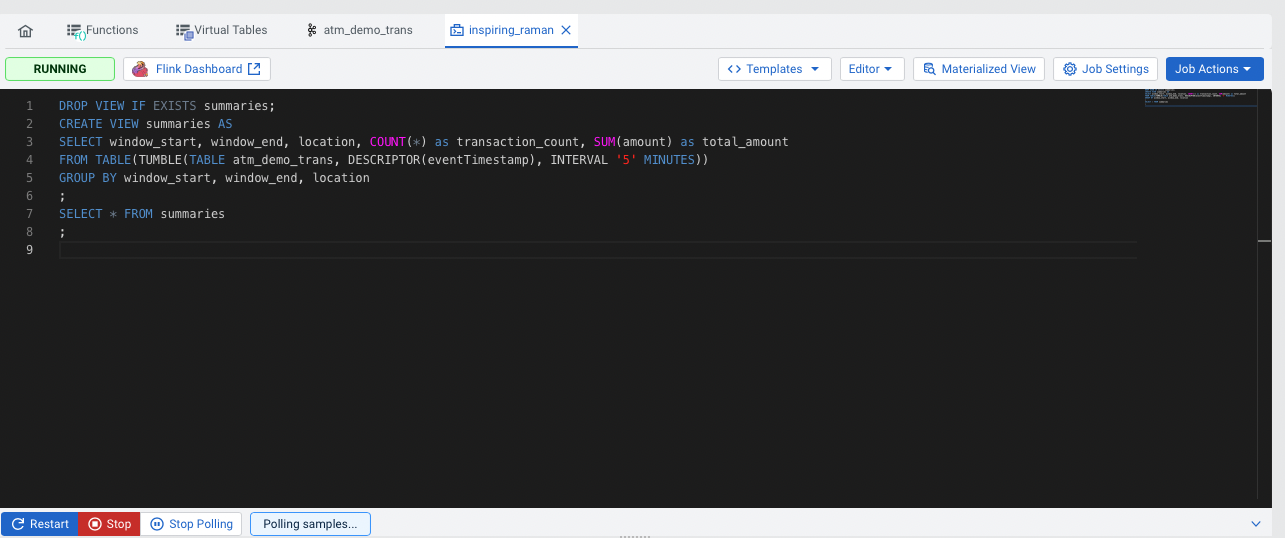 Functions Virtual Tables atm_demo_trans inspiring_raman
RUNNING Flink Dashboard Templates Editor Materialized View Job Settings Job Actions
1 DROP VIEW IF EXISTS summaries;
2 CREATE VIEW summaries AS
3 SELECT window_start, window_end, location, COUNT(*) as transaction_count, SUM(amount) as total_amount
4 FROM TABLE(TUMBLE(TABLE atm_demo_trans, DESCRIPTOR(eventTimestamp), INTERVAL '5' MINUTES))
5 GROUP BY window_start, window_end, location
6 ;
7 SELECT * FROM summaries
8 ;
9
Restart Stop Stop Polling Polling samples...